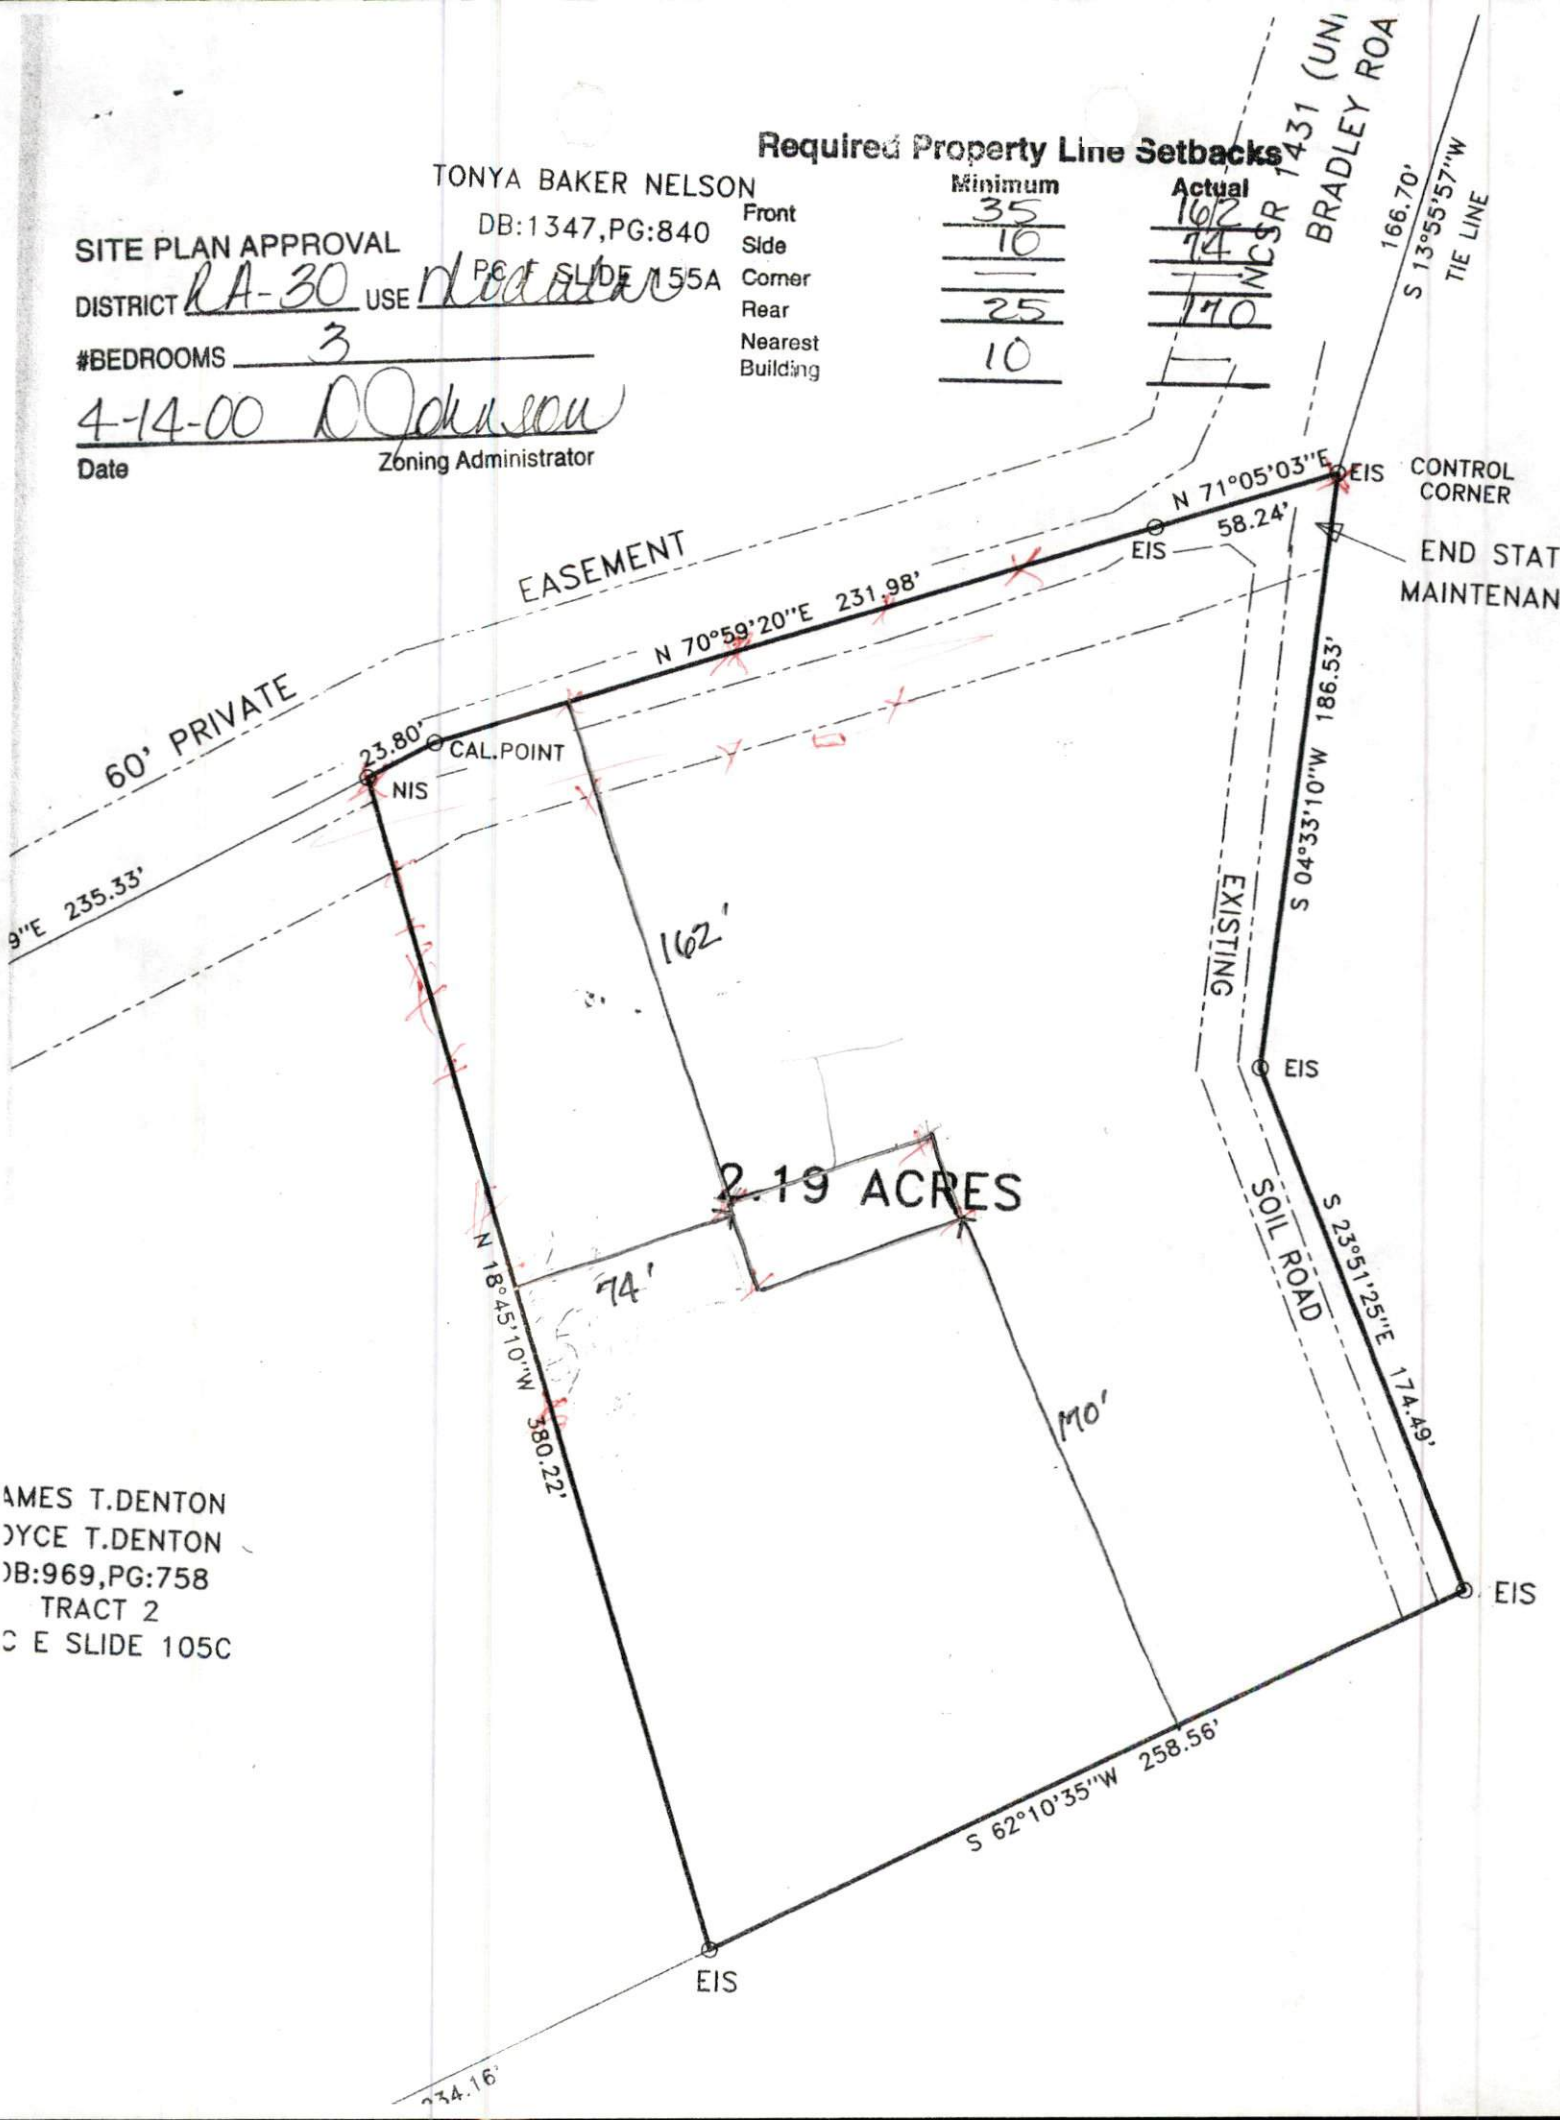 Required Property Line Setbacks
Minimum Actual
Front 35 162
Side 10 74
Corner — —
Rear 25 170
Nearest
Building 10 —
TONYA BAKER NELSON
DB:1347,PG:840
PC F SLIDE 155A
SITE PLAN APPROVAL
DISTRICT RA-30 USE
#BEDROOMS 3
4-14-00 D Johnson
Date Zoning Administrator
NCSR 1431 (UN
BRADLEY ROA
166.70'
S 13°55'57"W
TIE LINE
N 71°05'03"E
58.24'
EIS
CONTROL
CORNER
EIS
END STAT
MAINTENAN
EASEMENT
N 70°59'20"E 231.98'
60' PRIVATE
23.80'
CAL.POINT
NIS
9"E 235.33'
S 04°33'10"W 186.53'
EXISTING
162'
EIS
2.19 ACRES
SOIL ROAD
S 23°51'25"E 174.49'
74'
N 18°45'10"W 380.22'
170'
AMES T.DENTON
OYCE T.DENTON
DB:969,PG:758
TRACT 2
C E SLIDE 105C
EIS
S 62°10'35"W 258.56'
EIS
234.16'